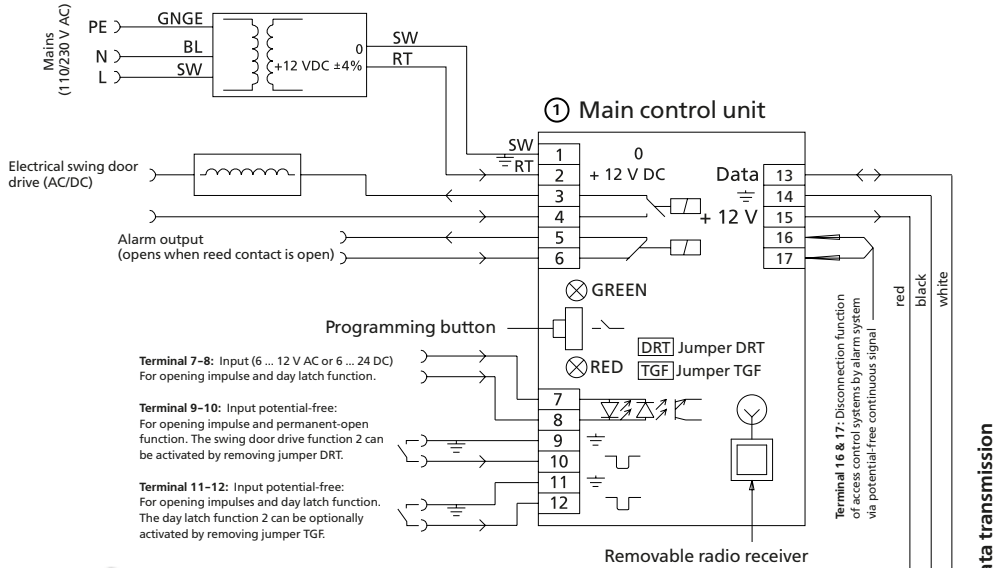 Mains
(110/230 V AC)
PE
GNGE
N
BL
L
SW
0
+12 VDC ±4%
SW
RT
① Main control unit
SW
RT
1
0
2
+ 12 V DC
3
4
5
6
Data
13
14
+ 12 V
15
16
17
Electrical swing door
drive (AC/DC)
Alarm output
(opens when reed contact is open)
GREEN
Programming button
RED
DRT Jumper DRT
TGF Jumper TGF
Terminal 7–8: Input (6 ... 12 V AC or 6 ... 24 DC)
For opening impulse and day latch function.
Terminal 9–10: Input potential-free:
For opening impulse and permanent-open
function. The swing door drive function 2 can
be activated by removing jumper DRT.
Terminal 11–12: Input potential-free:
For opening impulses and day latch function.
The day latch function 2 can be optionally
activated by removing jumper TGF.
7
8
9
10
11
12
Removable radio receiver
Terminal 16 & 17: Disconnection function
of access control systems by alarm system
via potential-free continuous signal
red
black
white
ata transmission